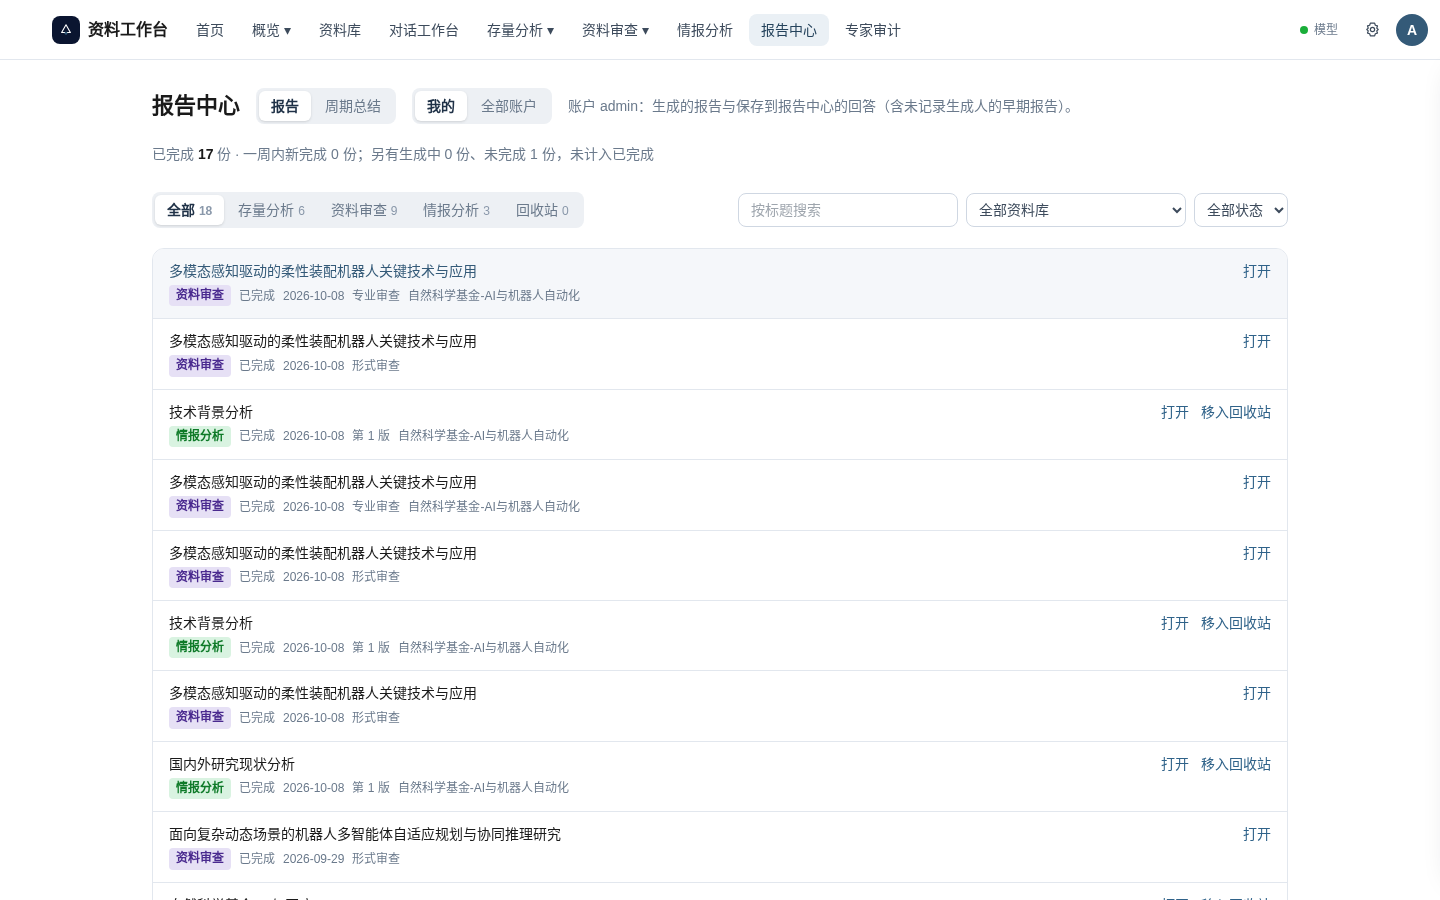 资料工作台 首页 概览 ▾ 资料库 对话工作台 存量分析 ▾ 资料审查 ▾ 情报分析 报告中心 专家审计 模型 A
报告中心 报告 周期总结 我的 全部账户 账户 admin：生成的报告与保存到报告中心的回答（含未记录生成人的早期报告）。
已完成 17 份 · 一周内新完成 0 份；另有生成中 0 份、未完成 1 份，未计入已完成
全部 18 存量分析 6 资料审查 9 情报分析 3 回收站 0 按标题搜索 全部资料库 全部状态
多模态感知驱动的柔性装配机器人关键技术与应用 打开
资料审查 已完成 2026-10-08 专业审查 自然科学基金-AI与机器人自动化
多模态感知驱动的柔性装配机器人关键技术与应用 打开
资料审查 已完成 2026-10-08 形式审查
技术背景分析 打开 移入回收站
情报分析 已完成 2026-10-08 第 1 版 自然科学基金-AI与机器人自动化
多模态感知驱动的柔性装配机器人关键技术与应用 打开
资料审查 已完成 2026-10-08 专业审查 自然科学基金-AI与机器人自动化
多模态感知驱动的柔性装配机器人关键技术与应用 打开
资料审查 已完成 2026-10-08 形式审查
技术背景分析 打开 移入回收站
情报分析 已完成 2026-10-08 第 1 版 自然科学基金-AI与机器人自动化
多模态感知驱动的柔性装配机器人关键技术与应用 打开
资料审查 已完成 2026-10-08 形式审查
国内外研究现状分析 打开 移入回收站
情报分析 已完成 2026-10-08 第 1 版 自然科学基金-AI与机器人自动化
面向复杂动态场景的机器人多智能体自适应规划与协同推理研究 打开
资料审查 已完成 2026-09-29 形式审查